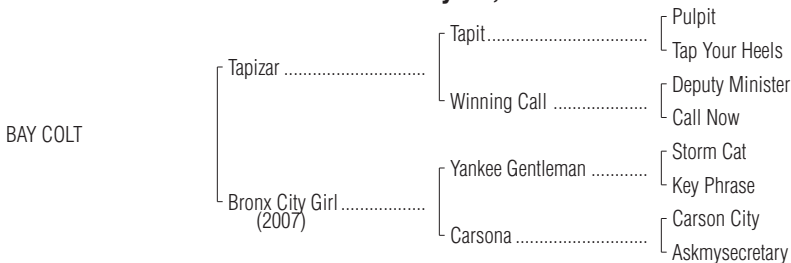 Pulpit
Tapit
Tap Your Heels
Tapizar
Deputy Minister
Winning Call
Call Now
BAY COLT
Storm Cat
Yankee Gentleman
Key Phrase
Bronx City Girl
(2007)
Carson City
Carsona
Askmysecretary